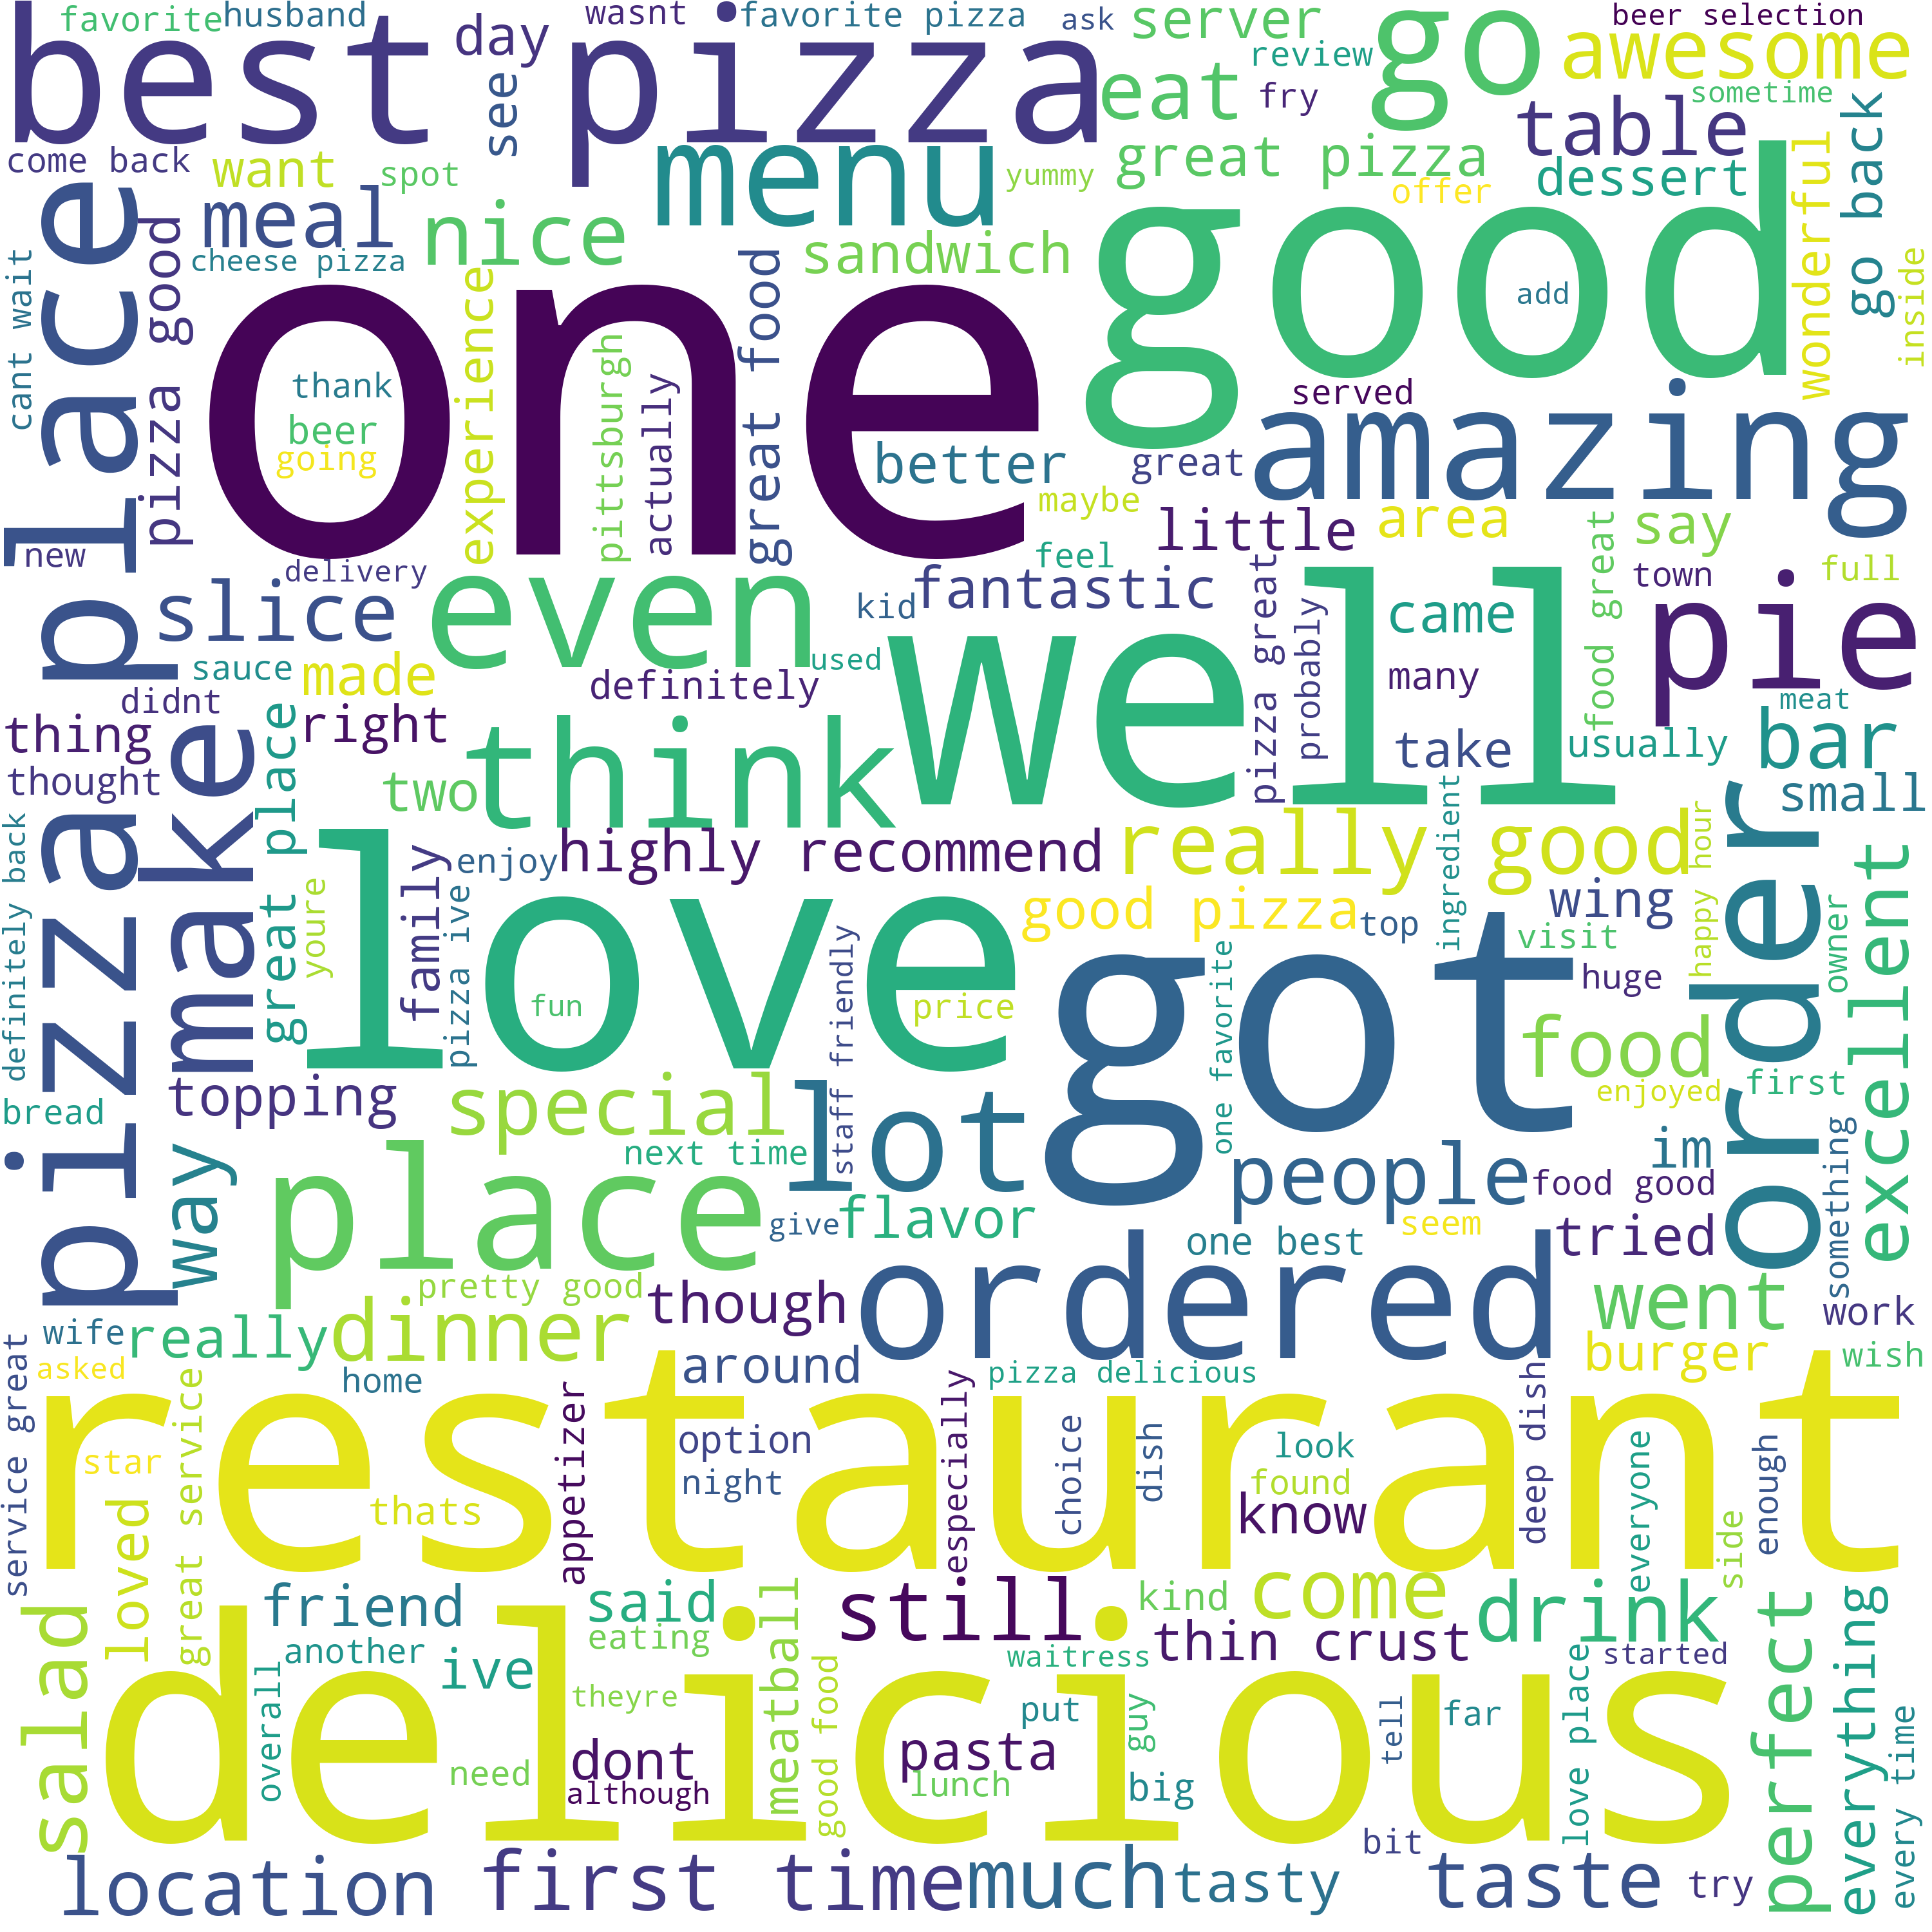 favorite
husband
wasnt
favorite pizza
ask
server
beer selection
best pizza
day
see
go
awesome
review
eat
fry
sometime
table
come back
want
spot
menu
yummy
great pizza
offer
dessert
wonderful
go back
place
meal
nice
pizza good
cheese pizza
sandwich
good
add
inside
cant wait
one
experience
great food
thank
beer
going
pittsburgh
actually
better
great
served
amazing
maybe
new
delivery
feel
little
area
say
slice
even
kid
fantastic
pizza great
probably
came
food great
town
full
pie
sauce
made
used
well
many
meat
didnt
definitely
thing
right
think
take
usually
bar
thought
make
great place
two
small
pizza place
highly recommend
really good
ingredient
happy hour
order
definitely back
youre
family
enjoy
love
pizza ive
good pizza
top
wing
excellent
fun
staff friendly
price
one favorite
got
visit
huge
owner
food
bread
topping
special
lot
enjoyed
first
way
next time
people
im
something
place
give
flavor
food good
seem
tried
one best
pretty good
though
ordered
went
work
wife
really
dinner
around
pizza delicious
burger
wish
service great
asked
home
restaurant
star
loved
great service
thats
appetizer
option
night
especially
choice
dish
look
found
know
deep dish
everyone
side
enough
salad
friend
said
meatball
still
kind
come
drink
perfect
everything
another
ive
eating
waitress
thin crust
started
overall
delicious
theyre
good food
put
guy
tell
far
love place
need
dont
although
pasta
lunch
big
every time
bit
location
first time
much
tasty
taste
try